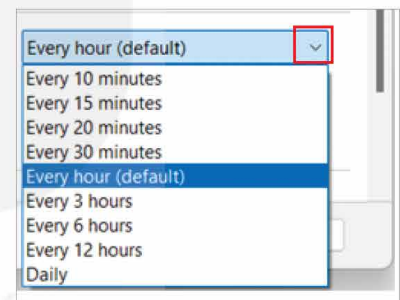 Every hour (default)
Every 10 minutes
Every 15 minutes
Every 20 minutes
Every 30 minutes
Every hour (default)
Every 3 hours
Every 6 hours
Every 12 hours
Daily